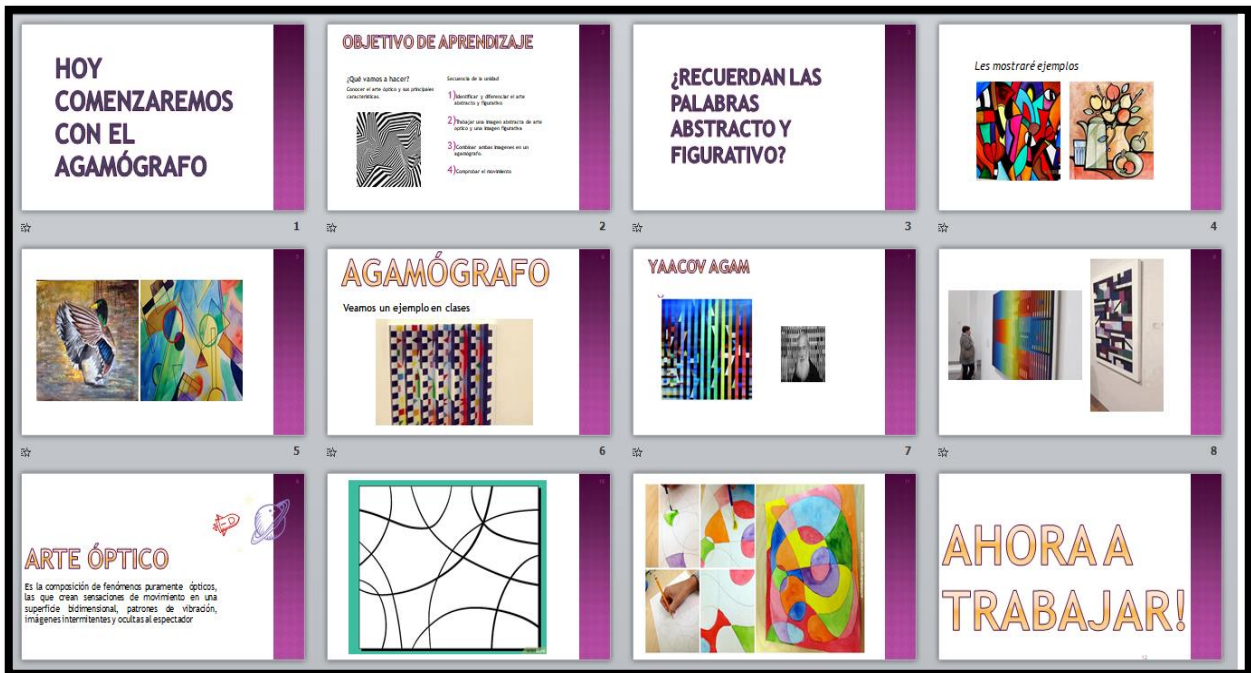 HOY
COMENZAREMOS
CON EL
AGAMÓGRAFO
1
OBJETIVO DE APRENDIZAJE
¿Qué vamos a hacer?
Conocer el arte óptico y sus principales
características.
Secuencia de la unidad
1) Identificar y diferenciar el arte
abstracto y figurativo
2) Trabajar una imagen abstracta de arte
óptico y una imagen figurativa
3) Combinar ambas imagenes en un
agamógrafo.
4) Comprobar el movimiento
2
¿RECUERDAN LAS
PALABRAS
ABSTRACTO Y
FIGURATIVO?
3
Les mostraré ejemplos
4
5
AGAMÓGRAFO
Veamos un ejemplo en clases
6
YAACOV AGAM
7
8
ARTE ÓPTICO
Es la composición de fenómenos puramente ópticos,
las que crean sensaciones de movimiento en una
superficie bidimensional, patrones de vibración,
imágenes intermitentes y ocultas al espectador
AHORA A
TRABAJAR!